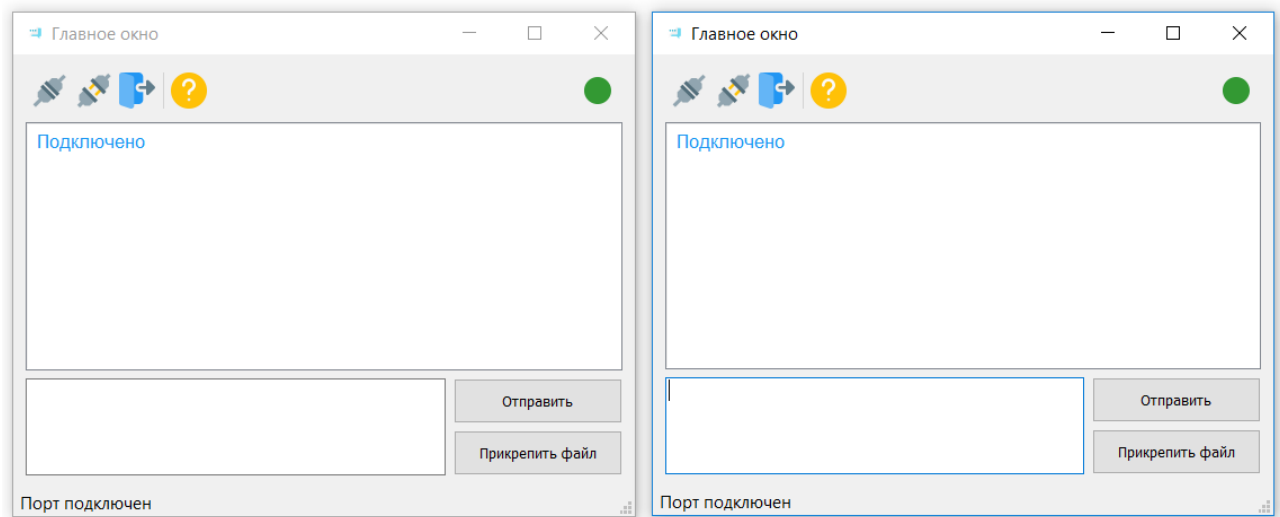 Главное окно
?
Подключено
Отправить
Прикрепить файл
Порт подключен
Главное окно
?
Подключено
Отправить
Прикрепить файл
Порт подключен